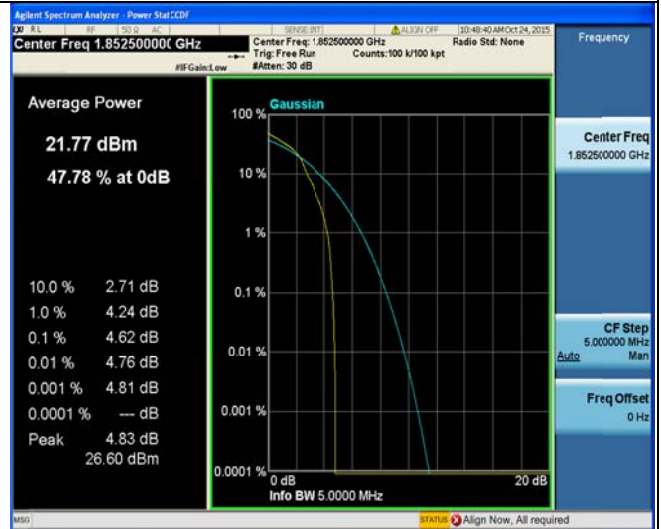 Agilent Spectrum Analyzer - Power Stat CCDF
RL RF 50 Ω AC SENSE:INT ALIGN OFF 10:48:40 AM Oct 24, 2015
Center Freq 1.852500000 GHz
Center Freq: 1.852500000 GHz Radio Std: None
Trig: Free Run Counts:100 k/100 kpt
#IFGain:Low #Atten: 30 dB
Frequency
Average Power
21.77 dBm
47.78 % at 0dB
10.0 % 2.71 dB
1.0 % 4.24 dB
0.1 % 4.62 dB
0.01 % 4.76 dB
0.001 % 4.81 dB
0.0001 % --- dB
Peak 4.83 dB
26.60 dBm
Gaussian
100 %
10 %
1 %
0.1 %
0.01 %
0.001 %
0.0001 %
0 dB 20 dB
Info BW 5.0000 MHz
Center Freq
1.852500000 GHz
CF Step
5.000000 MHz
Auto Man
Freq Offset
0 Hz
MSG STATUS Align Now, All required